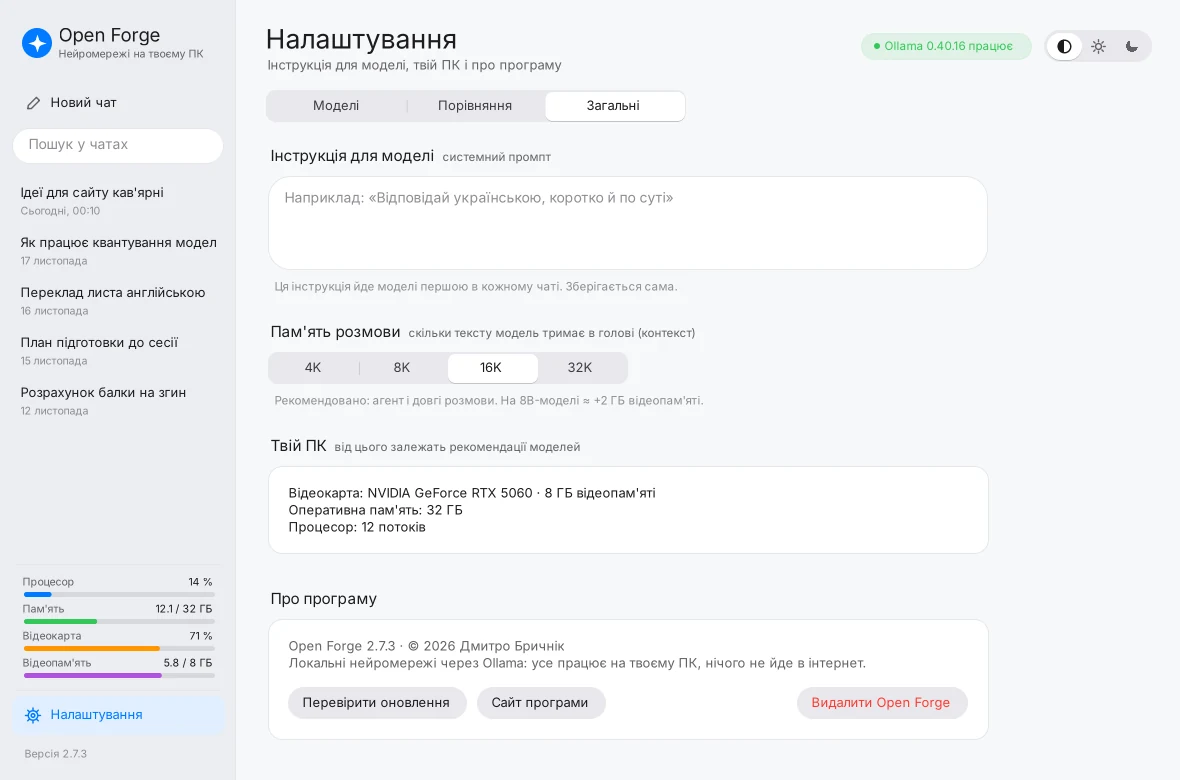 Open Forge
Нейромережі на твоєму ПК
Новий чат
Пошук у чатах
Ідеї для сайту кав'ярні
Сьогодні, 00:10
Як працює квантування модел
17 листопада
Переклад листа англійською
16 листопада
План підготовки до сесії
15 листопада
Розрахунок балки на згин
12 листопада
Процесор 14 %
Пам'ять 12.1 / 32 ГБ
Відеокарта 71 %
Відеопам'ять 5.8 / 8 ГБ
Налаштування
Версія 2.7.3
Налаштування
Інструкція для моделі, твій ПК і про програму
Ollama 0.40.16 працює
Моделі Порівняння Загальні
Інструкція для моделі системний промпт
Наприклад: «Відповідай українською, коротко й по суті»
Ця інструкція йде моделі першою в кожному чаті. Зберігається сама.
Пам'ять розмови скільки тексту модель тримає в голові (контекст)
4K 8K 16K 32K
Рекомендовано: агент і довгі розмови. На 8B-моделі ≈ +2 ГБ відеопам'яті.
Твій ПК від цього залежать рекомендації моделей
Відеокарта: NVIDIA GeForce RTX 5060 · 8 ГБ відеопам'яті
Оперативна пам'ять: 32 ГБ
Процесор: 12 потоків
Про програму
Open Forge 2.7.3 · © 2026 Дмитро Бричнік
Локальні нейромережі через Ollama: усе працює на твоєму ПК, нічого не йде в інтернет.
Перевірити оновлення Сайт програми Видалити Open Forge